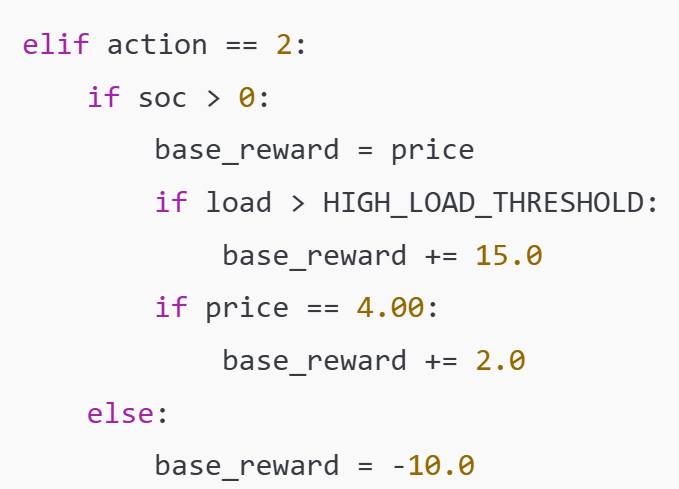 elif action == 2:
    if soc > 0:
        base_reward = price
        if load > HIGH_LOAD_THRESHOLD:
            base_reward += 15.0
        if price == 4.00:
            base_reward += 2.0
    else:
        base_reward = -10.0